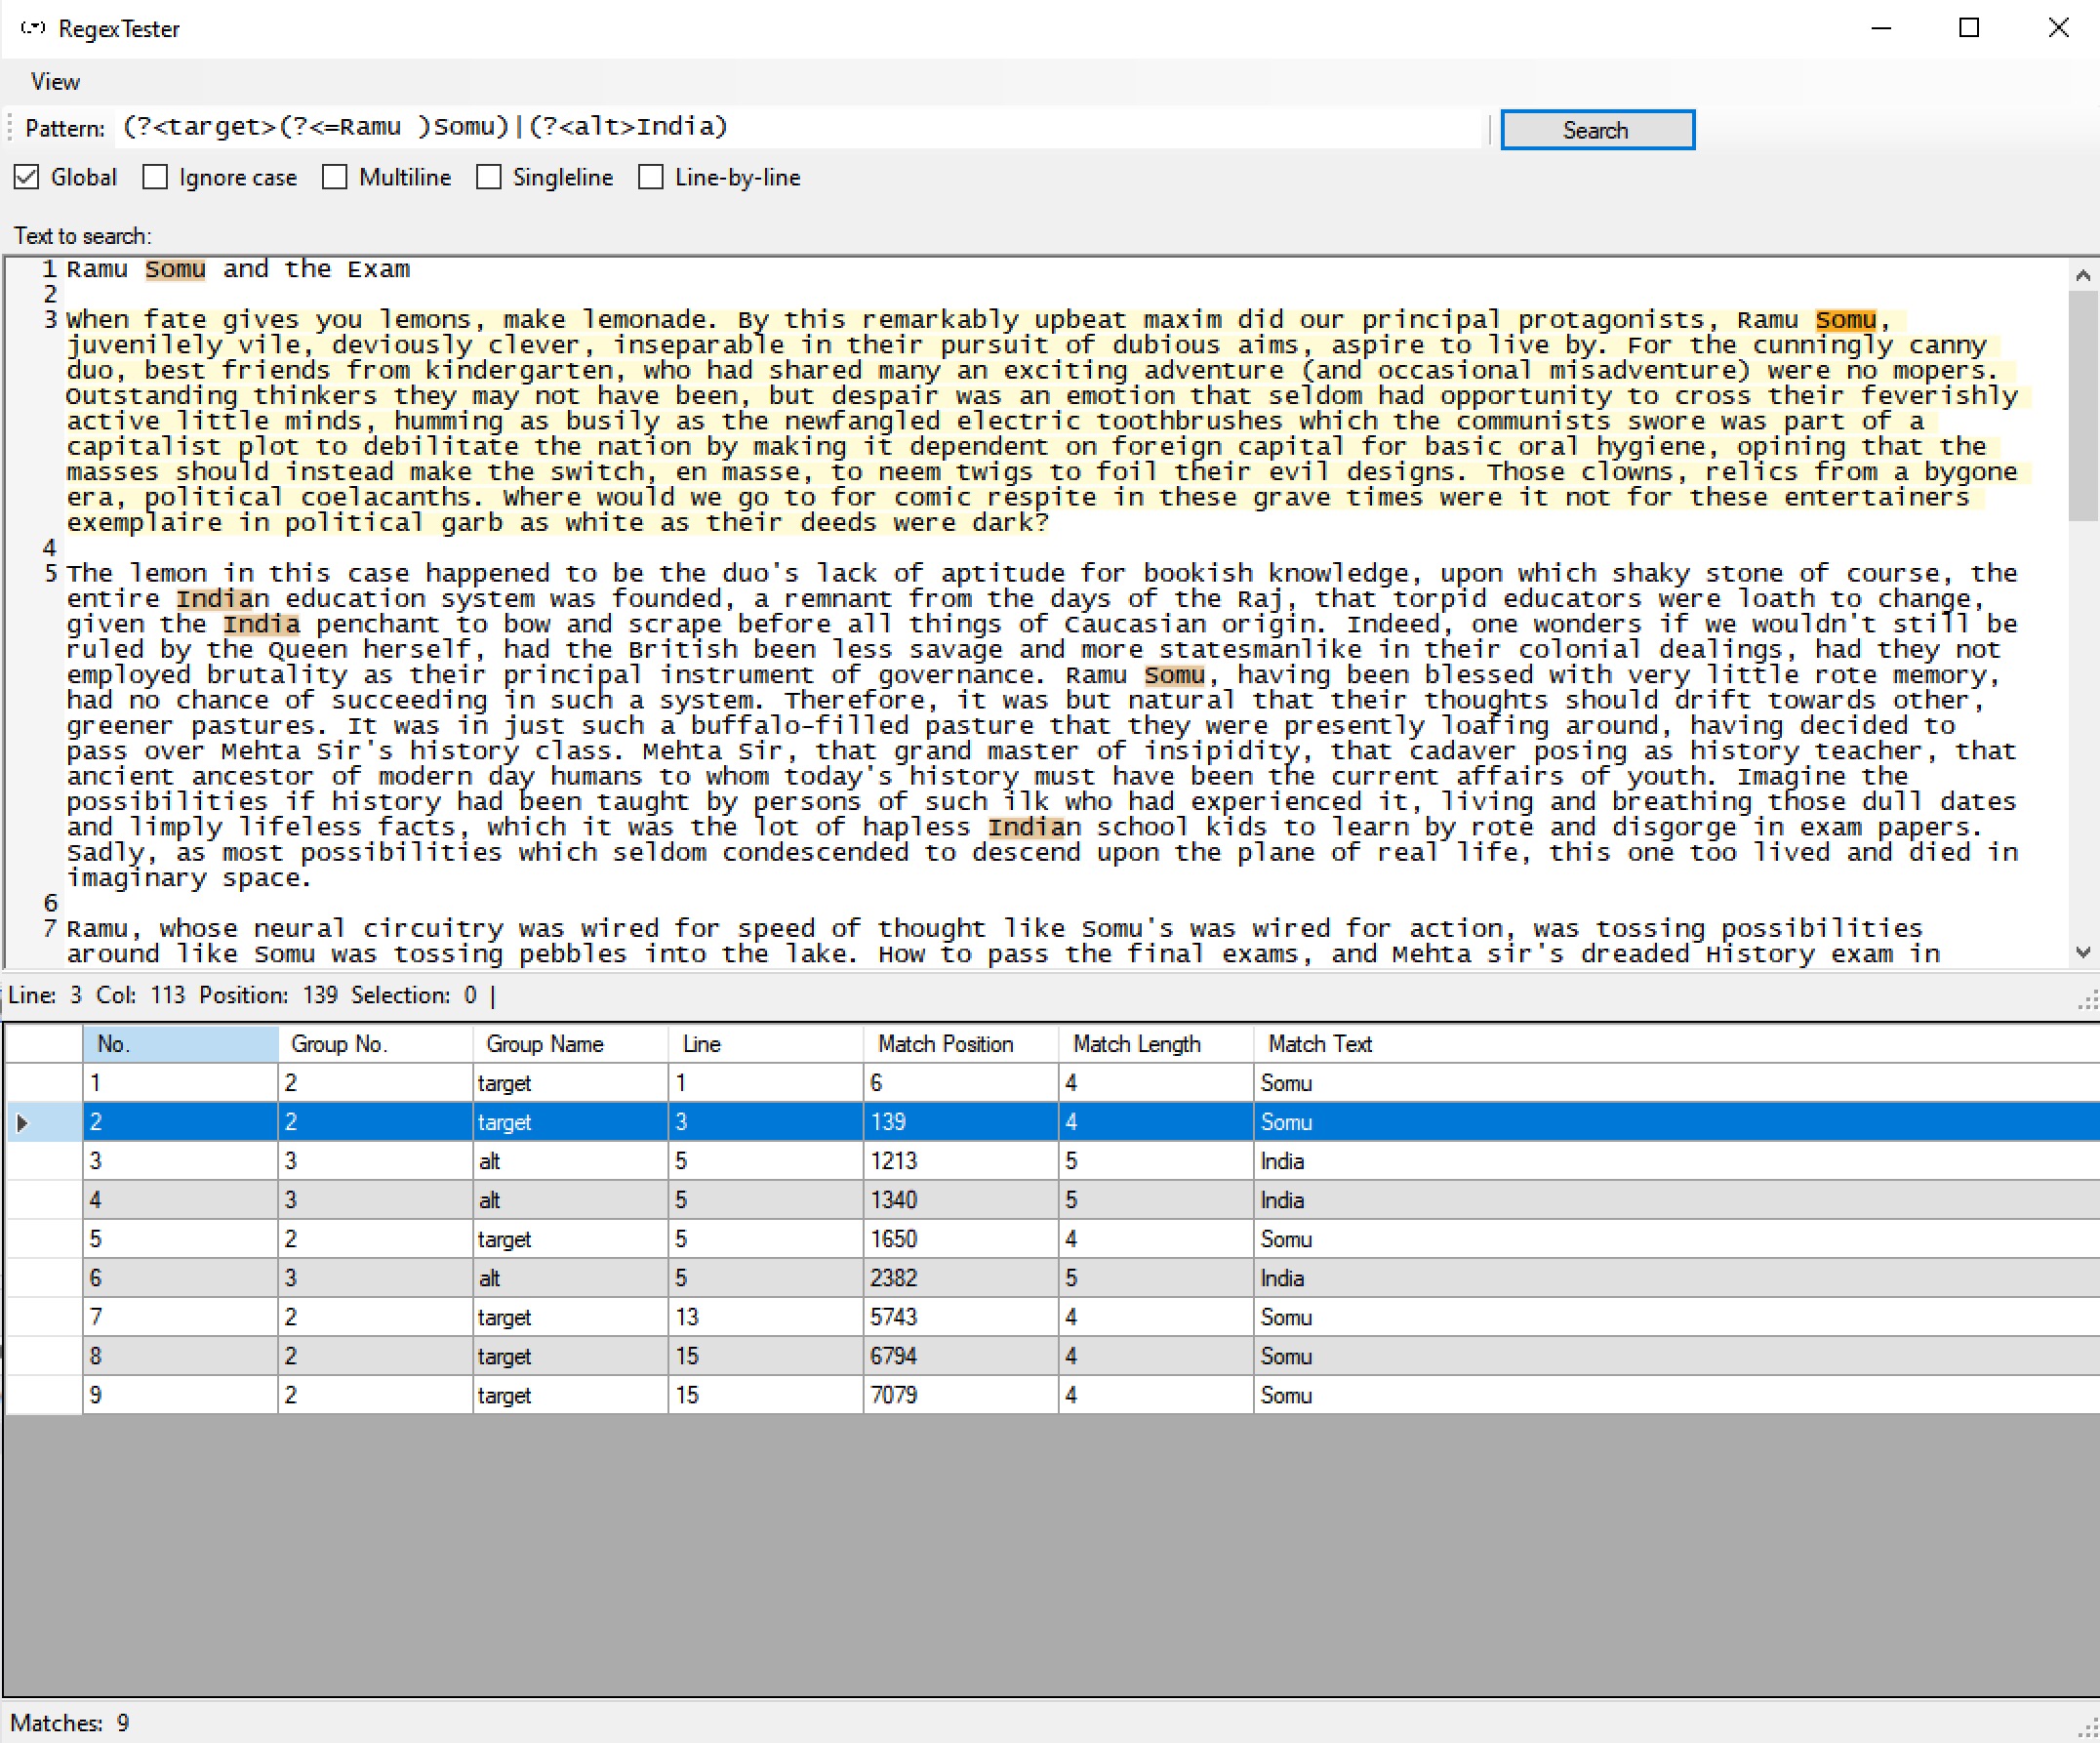 RegexTester
View
Pattern: (?<target>(?<=Ramu )Somu)|(?<alt>India) Search
Global Ignore case Multiline Singleline Line-by-line
Text to search:
1 Ramu Somu and the Exam
2
3 When fate gives you lemons, make lemonade. By this remarkably upbeat maxim did our principal protagonists, Ramu Somu,
juvenilely vile, deviously clever, inseparable in their pursuit of dubious aims, aspire to live by. For the cunningly canny
duo, best friends from kindergarten, who had shared many an exciting adventure (and occasional misadventure) were no mopers.
Outstanding thinkers they may not have been, but despair was an emotion that seldom had opportunity to cross their feverishly
active little minds, humming as busily as the newfangled electric toothbrushes which the communists swore was part of a
capitalist plot to debilitate the nation by making it dependent on foreign capital for basic oral hygiene, opining that the
masses should instead make the switch, en masse, to neem twigs to foil their evil designs. Those clowns, relics from a bygone
era, political coelacanths. Where would we go to for comic respite in these grave times were it not for these entertainers
exemplaire in political garb as white as their deeds were dark?
4
5 The lemon in this case happened to be the duo's lack of aptitude for bookish knowledge, upon which shaky stone of course, the
entire Indian education system was founded, a remnant from the days of the Raj, that torpid educators were loath to change,
given the India penchant to bow and scrape before all things of Caucasian origin. Indeed, one wonders if we wouldn't still be
ruled by the Queen herself, had the British been less savage and more statesmanlike in their colonial dealings, had they not
employed brutality as their principal instrument of governance. Ramu Somu, having been blessed with very little rote memory,
had no chance of succeeding in such a system. Therefore, it was but natural that their thoughts should drift towards other,
greener pastures. It was in just such a buffalo-filled pasture that they were presently loafing around, having decided to
pass over Mehta Sir's history class. Mehta Sir, that grand master of insipidity, that cadaver posing as history teacher, that
ancient ancestor of modern day humans to whom today's history must have been the current affairs of youth. Imagine the
possibilities if history had been taught by persons of such ilk who had experienced it, living and breathing those dull dates
and limply lifeless facts, which it was the lot of hapless Indian school kids to learn by rote and disgorge in exam papers.
Sadly, as most possibilities which seldom condescended to descend upon the plane of real life, this one too lived and died in
imaginary space.
6
7 Ramu, whose neural circuitry was wired for speed of thought like Somu's was wired for action, was tossing possibilities
around like Somu was tossing pebbles into the lake. How to pass the final exams, and Mehta sir's dreaded History exam in
Line: 3 Col: 113 Position: 139 Selection: 0 |
No. Group No. Group Name Line Match Position Match Length Match Text
1 2 target 1 6 4 Somu
2 2 target 3 139 4 Somu
3 3 alt 5 1213 5 India
4 3 alt 5 1340 5 India
5 2 target 5 1650 4 Somu
6 3 alt 5 2382 5 India
7 2 target 13 5743 4 Somu
8 2 target 15 6794 4 Somu
9 2 target 15 7079 4 Somu
Matches: 9